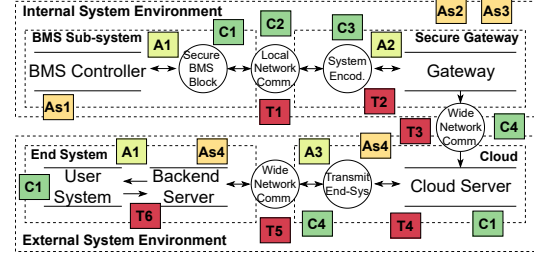 Internal System Environment
As2
As3
BMS Sub-system
A1
C1
C2
C3
A2
Secure Gateway
BMS Controller
Secure
BMS
Block
Local
Network
Comm.
System
Encod.
Gateway
As1
T1
T2
T3
Wide
Network
Comm.
C4
End System
A1
As4
A3
As4
Cloud
C1
User
System
Backend
Server
Wide
Network
Comm.
Transmit
End-Sys
Cloud Server
T6
T5
C4
T4
C1
External System Environment